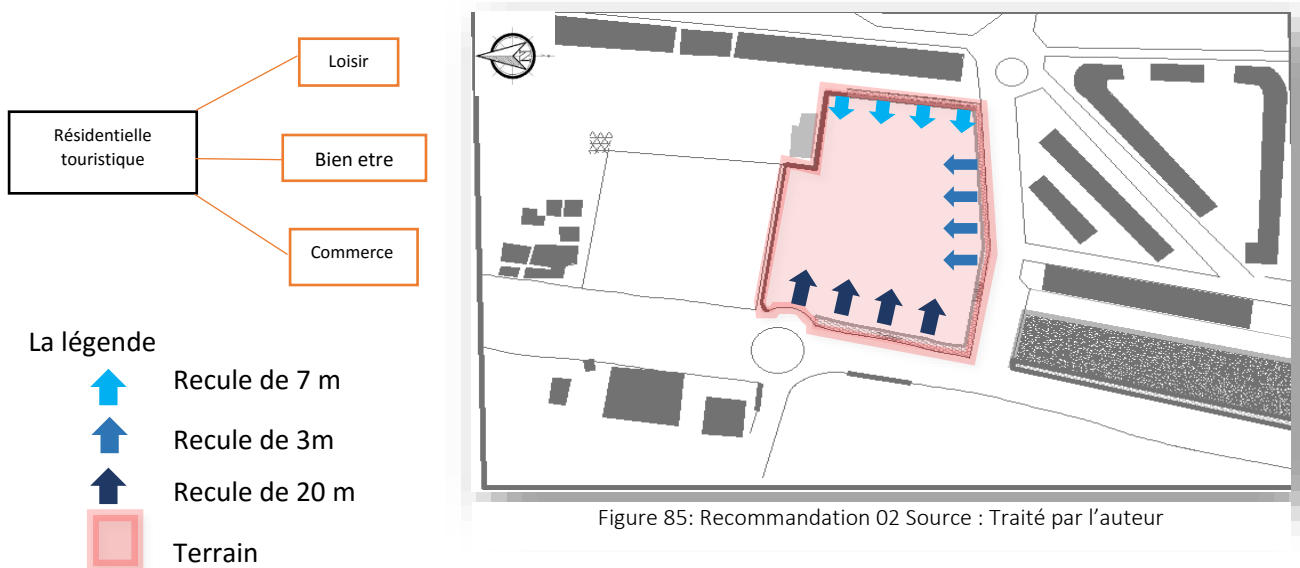 Loisir
Résidentielle
touristique
Bien etre
Commerce
La légende
Recule de 7 m
Recule de 3m
Recule de 20 m
Terrain
Figure 85: Recommandation 02 Source : Traité par l’auteur